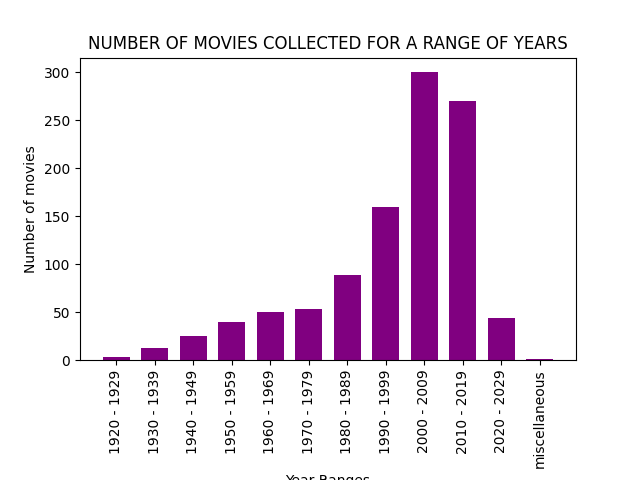 NUMBER OF MOVIES COLLECTED FOR A RANGE OF YEARS
Number of movies
300
250
200
150
100
50
0
1920 - 1929
1930 - 1939
1940 - 1949
1950 - 1959
1960 - 1969
1970 - 1979
1980 - 1989
1990 - 1999
2000 - 2009
2010 - 2019
2020 - 2029
miscellaneous
Year Ranges